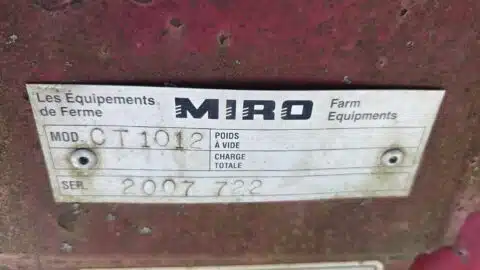 Les Équipements de Ferme MIRO Farm Equipments
MOD. CT1012 POIDS À VIDE
CHARGE TOTALE
SER. 2007 722